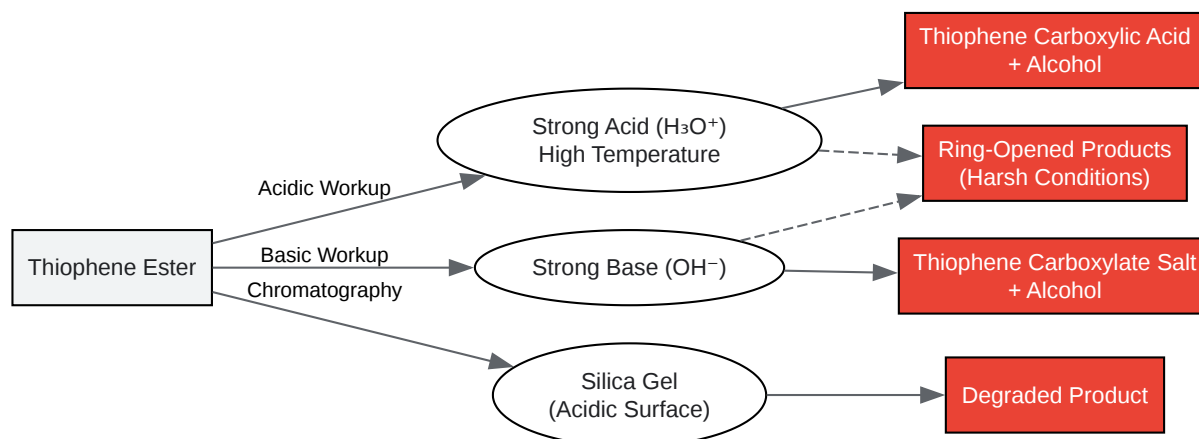 Thiophene Carboxylic Acid
+ Alcohol
Strong Acid (H₃O⁺)
High Temperature
Ring-Opened Products
(Harsh Conditions)
Acidic Workup
Thiophene Ester
Basic Workup
Strong Base (OH⁻)
Thiophene Carboxylate Salt
+ Alcohol
Chromatography
Silica Gel
(Acidic Surface)
Degraded Product